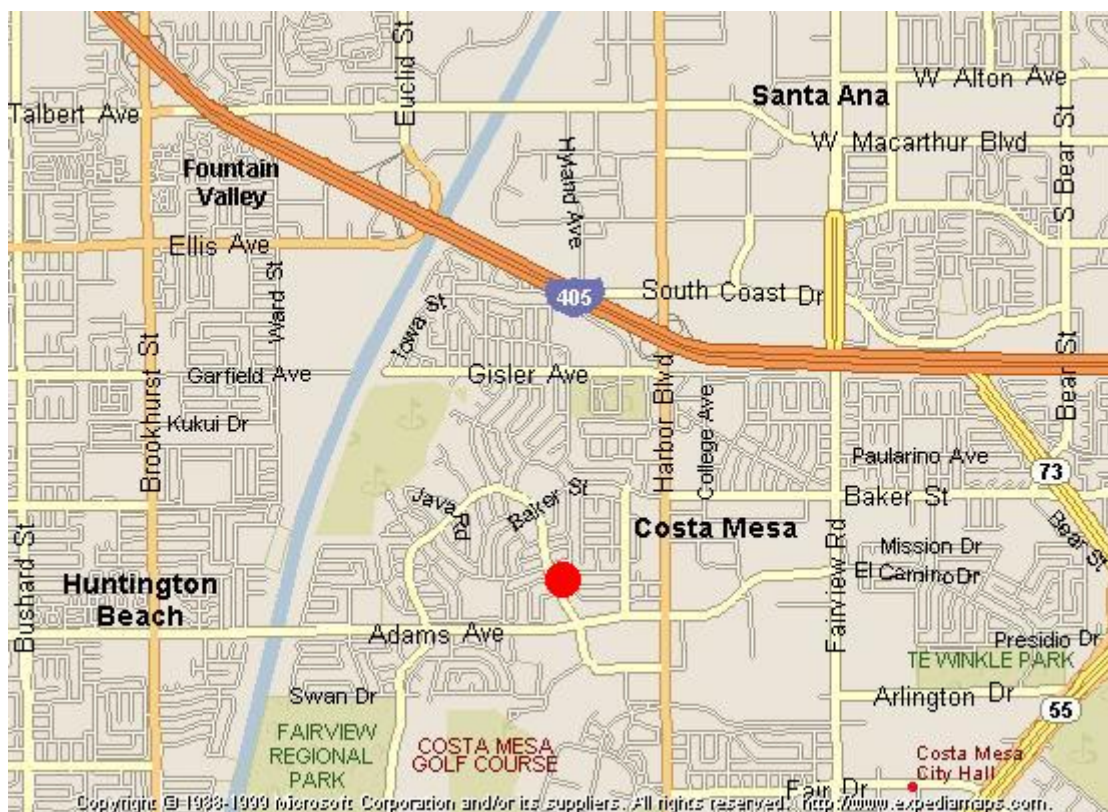 Euclid St
W Alton Ave
Santa Ana
Talbert Ave
W Macarthur Blvd
Hyland Ave
S Bear St
Fountain
Valley
Ellis Ave
Ward St
405
South Coast Dr
Iowa St
Brookhurst St
Garfield Ave
Gisler Ave
Harbor Blvd
College Ave
Bear St
Kukui Dr
Paularino Ave
73
Java Rd
Baker St
Baker St
Costa Mesa
Bear St
Bushard St
Fairview Rd
Mission Dr
El Camino Dr
Huntington
Beach
Adams Ave
Presidio Dr
TE WINKLE PARK
Swan Dr
Arlington Dr
55
FAIRVIEW
REGIONAL
PARK
COSTA MESA
GOLF COURSE
Costa Mesa
City Hall
Fair Dr
Copyright © 1988-1999 Microsoft Corporation and/or its suppliers. All rights reserved. http://www.expediamaps.com